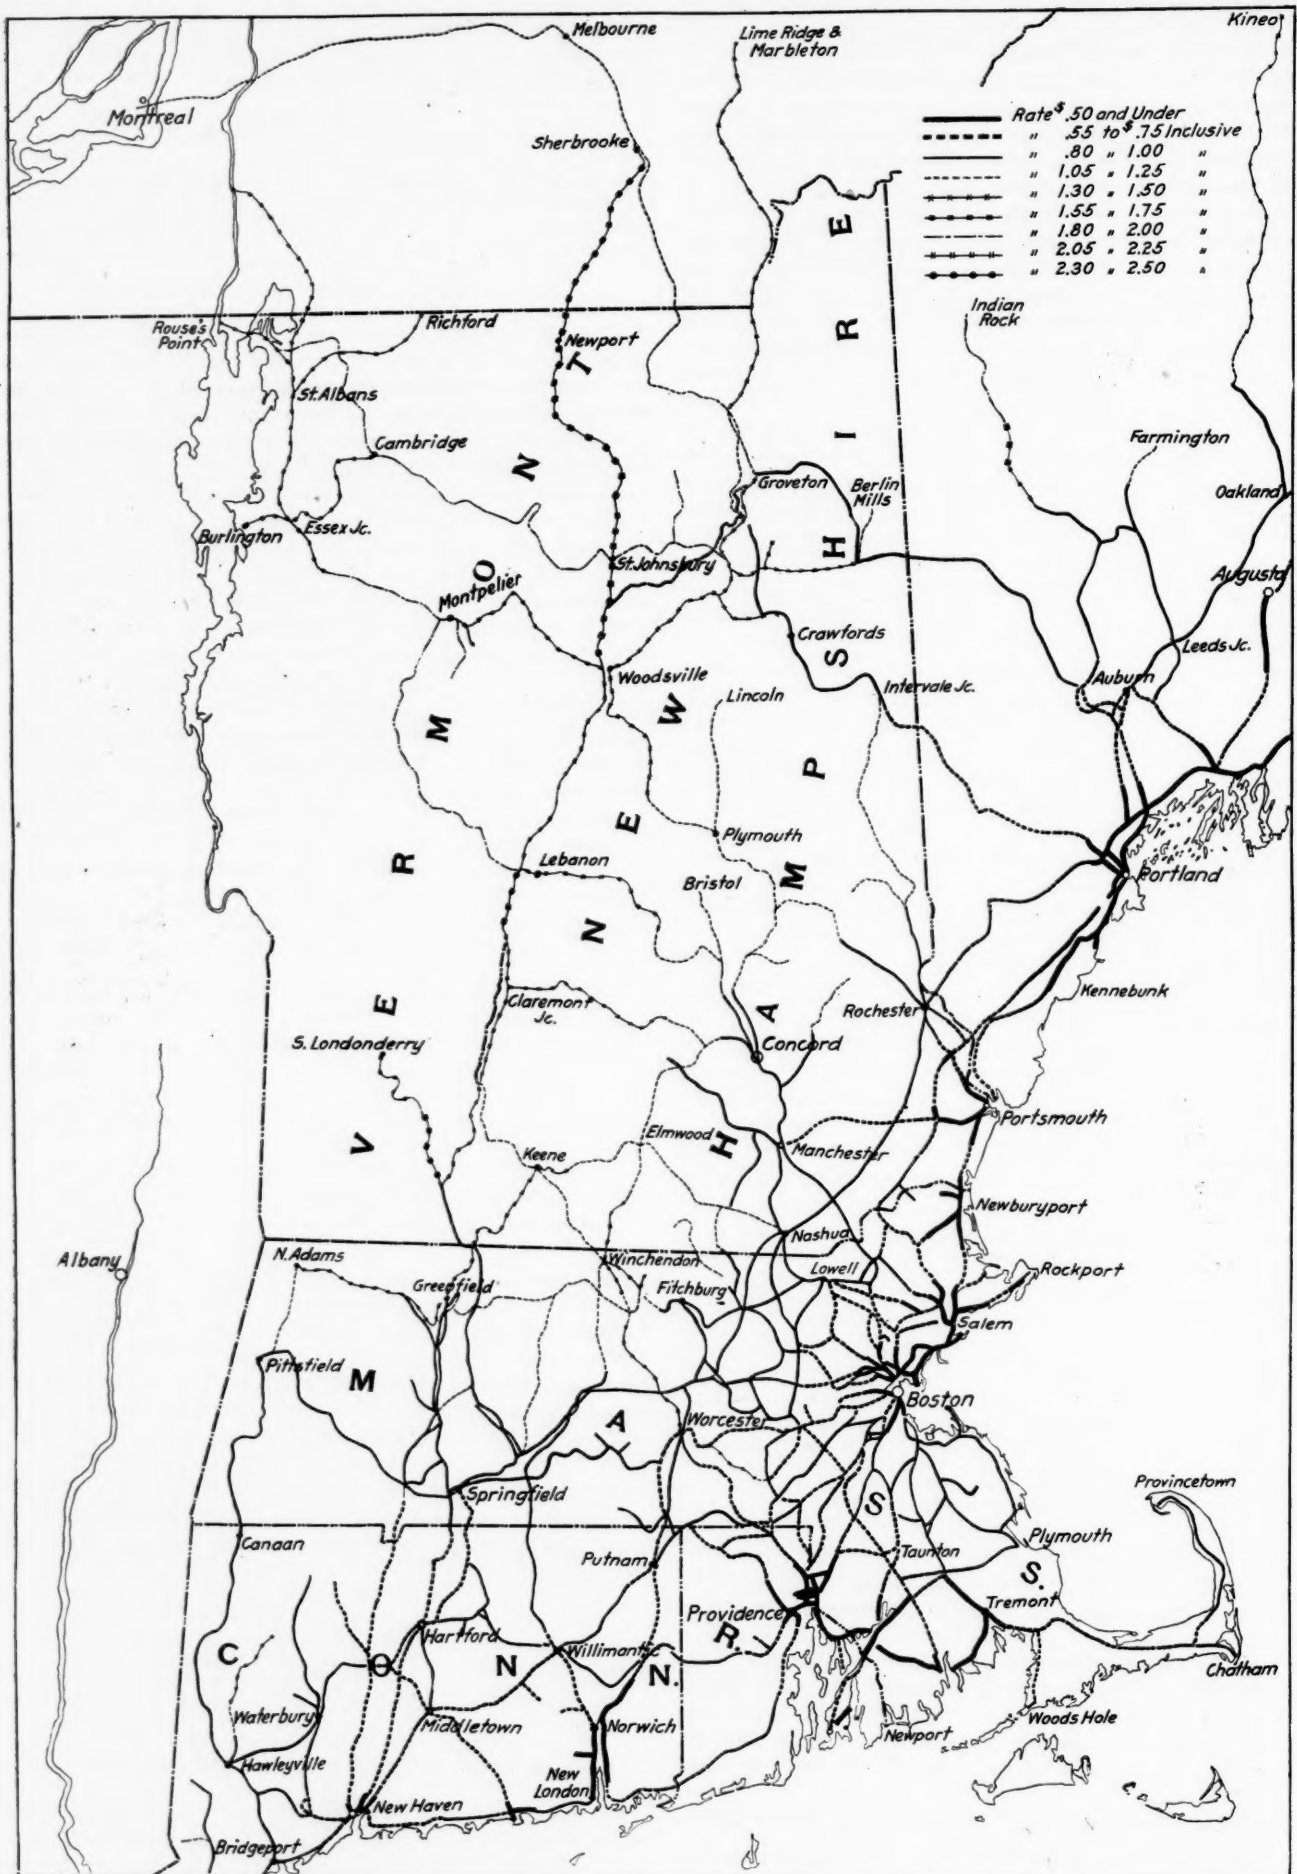 Melbourne
Lime Ridge &
Marbleton
Kineo
Montreal
Sherbrooke
Rate $ .50 and Under
" .55 to $ .75 Inclusive
" .80 " 1.00 "
" 1.05 " 1.25 "
" 1.30 " 1.50 "
" 1.55 " 1.75 "
" 1.80 " 2.00 "
" 2.05 " 2.25 "
" 2.30 " 2.50 "
Indian
Rock
Rouse's
Point
Richford
Newport
St. Albans
Cambridge
Farmington
Groveton
Berlin
Mills
Oakland
Burlington
Essex Jc.
St. Johnsbury
Augusta
Montpelier
Crawfords
Leeds Jc.
Woodsville
Lincoln
Intervale Jc.
Auburn
Plymouth
Lebanon
Bristol
Portland
Claremont
Jc.
Rochester
Kennebunk
S. Londonderry
Concord
Portsmouth
Elmwood
Manchester
Keene
Newburyport
Nashua
Albany
N. Adams
Winchendon
Greenfield
Fitchburg
Lowell
Rockport
Salem
Pittsfield
Boston
Worcester
Springfield
Provincetown
Canaan
Putnam
Taunton
Plymouth
Tremont
Providence
Hartford
Willimantic
Chatham
Waterbury
Middletown
Norwich
Newport
Woods Hole
Hawleyville
New
London
New Haven
Bridgeport
VERMONT
NEW
HAMPSHIRE
MASS.
CONN.
R. I.